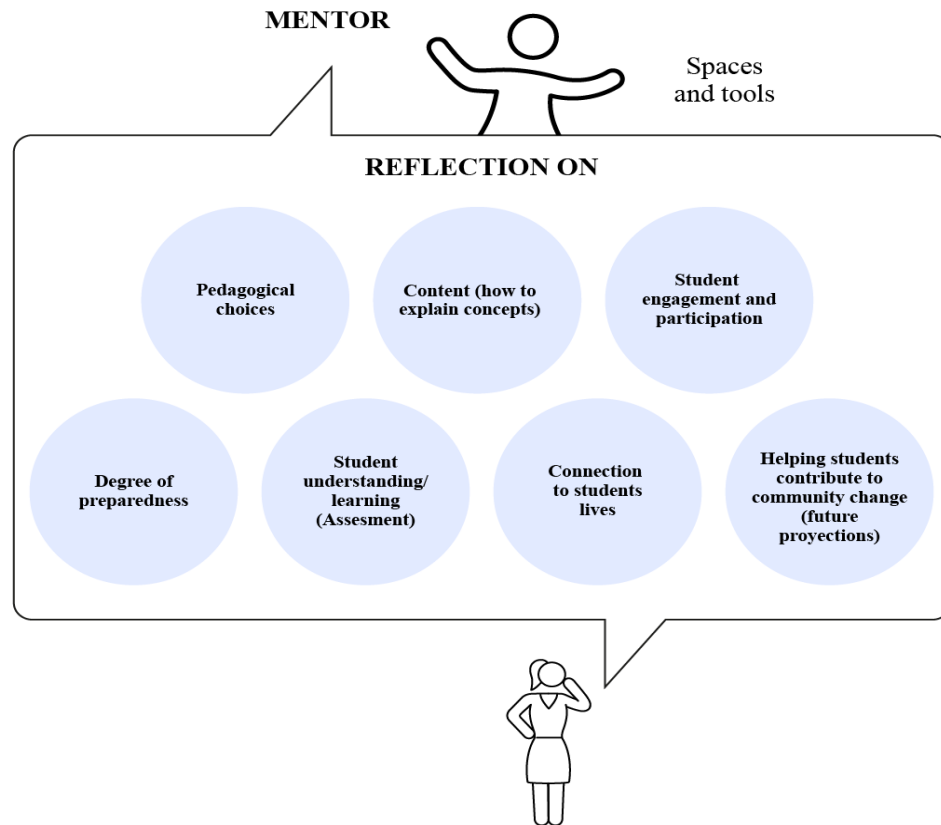 MENTOR
Spaces
and tools
REFLECTION ON
Pedagogical
choices
Content (how to
explain concepts)
Student
engagement and
participation
Degree of
preparedness
Student
understanding/
learning
(Assesment)
Connection
to students
lives
Helping students
contribute to
community change
(future
proyections)